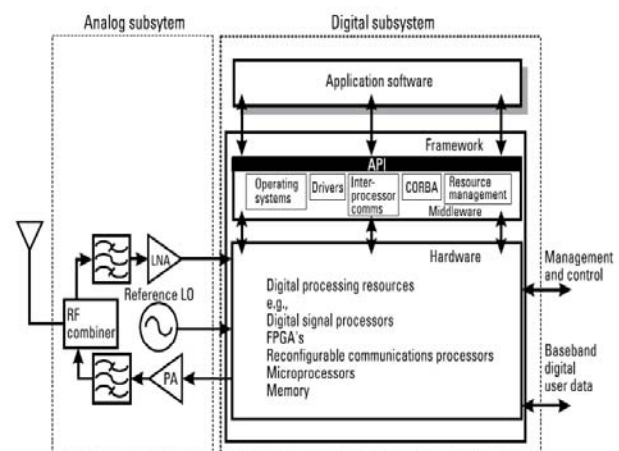 Analog subsytem
Digital subsystem
Application software
Framework
API
Operating
systems
Drivers
Inter-
processor
comms
CORBA
Resource
management
Middleware
Hardware
LNA
Reference LO
RF
combiner
PA
Digital processing resources
e.g.,
Digital signal processors
FPGA's
Reconfigurable communications processors
Microprocessors
Memory
Management
and control
Baseband
digital
user data